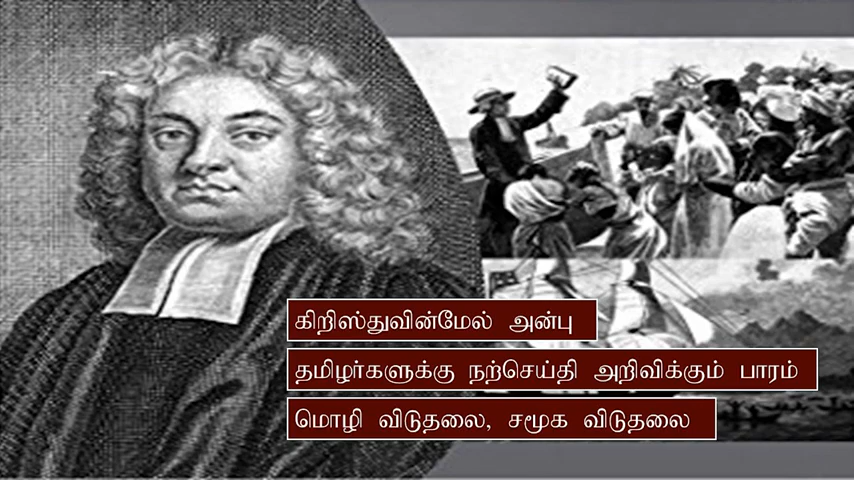 கிறிஸ்துவின்மேல் அன்பு
தமிழர்களுக்கு நற்செய்தி அறிவிக்கும் பாரம்
மொழி விடுதலை, சமூக விடுதலை